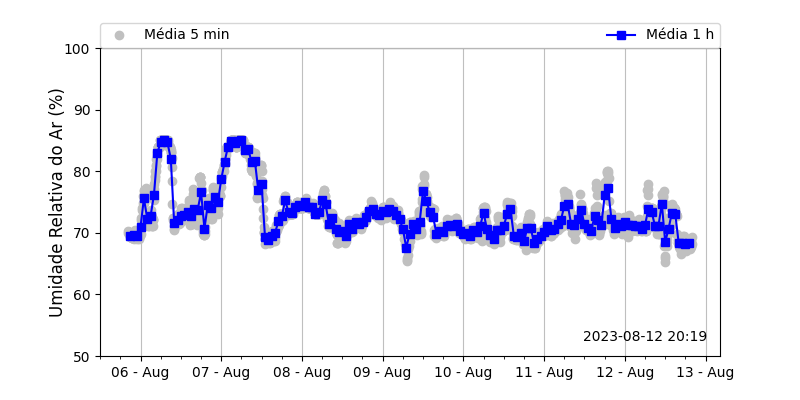 Média 5 min
Média 1 h
Umidade Relativa do Ar (%)
100
90
80
70
60
50
2023-08-12 20:19
06 - Aug
07 - Aug
08 - Aug
09 - Aug
10 - Aug
11 - Aug
12 - Aug
13 - Aug